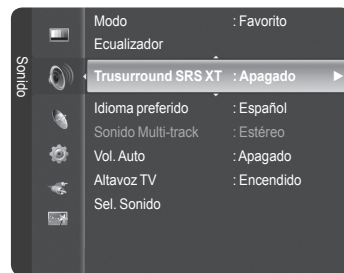 Sonido
Modo : Favorito
Ecualizador
Trusurround SRS XT : Apagado
Idioma preferido : Español
Sonido Multi-track : Estéreo
Vol. Auto : Apagado
Altavoz TV : Encendido
Sel. Sonido